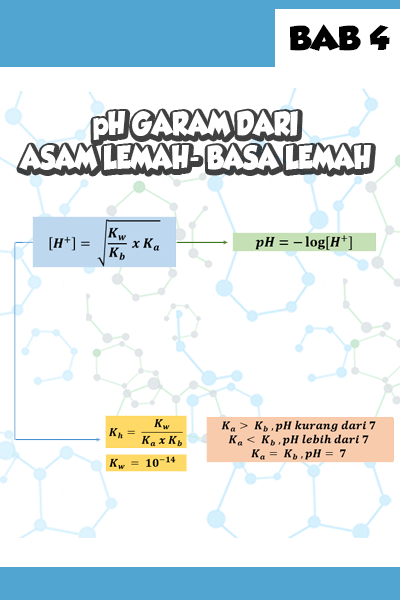 BAB 4
pH GARAM DARI
ASAM LEMAH- BASA LEMAH
[H⁺] = √(K_w/K_b x K_a)
pH = − log[H⁺]
K_h = K_w/(K_a x K_b)
K_w = 10⁻¹⁴
K_a > K_b , pH kurang dari 7
K_a < K_b , pH lebih dari 7
K_a = K_b , pH = 7